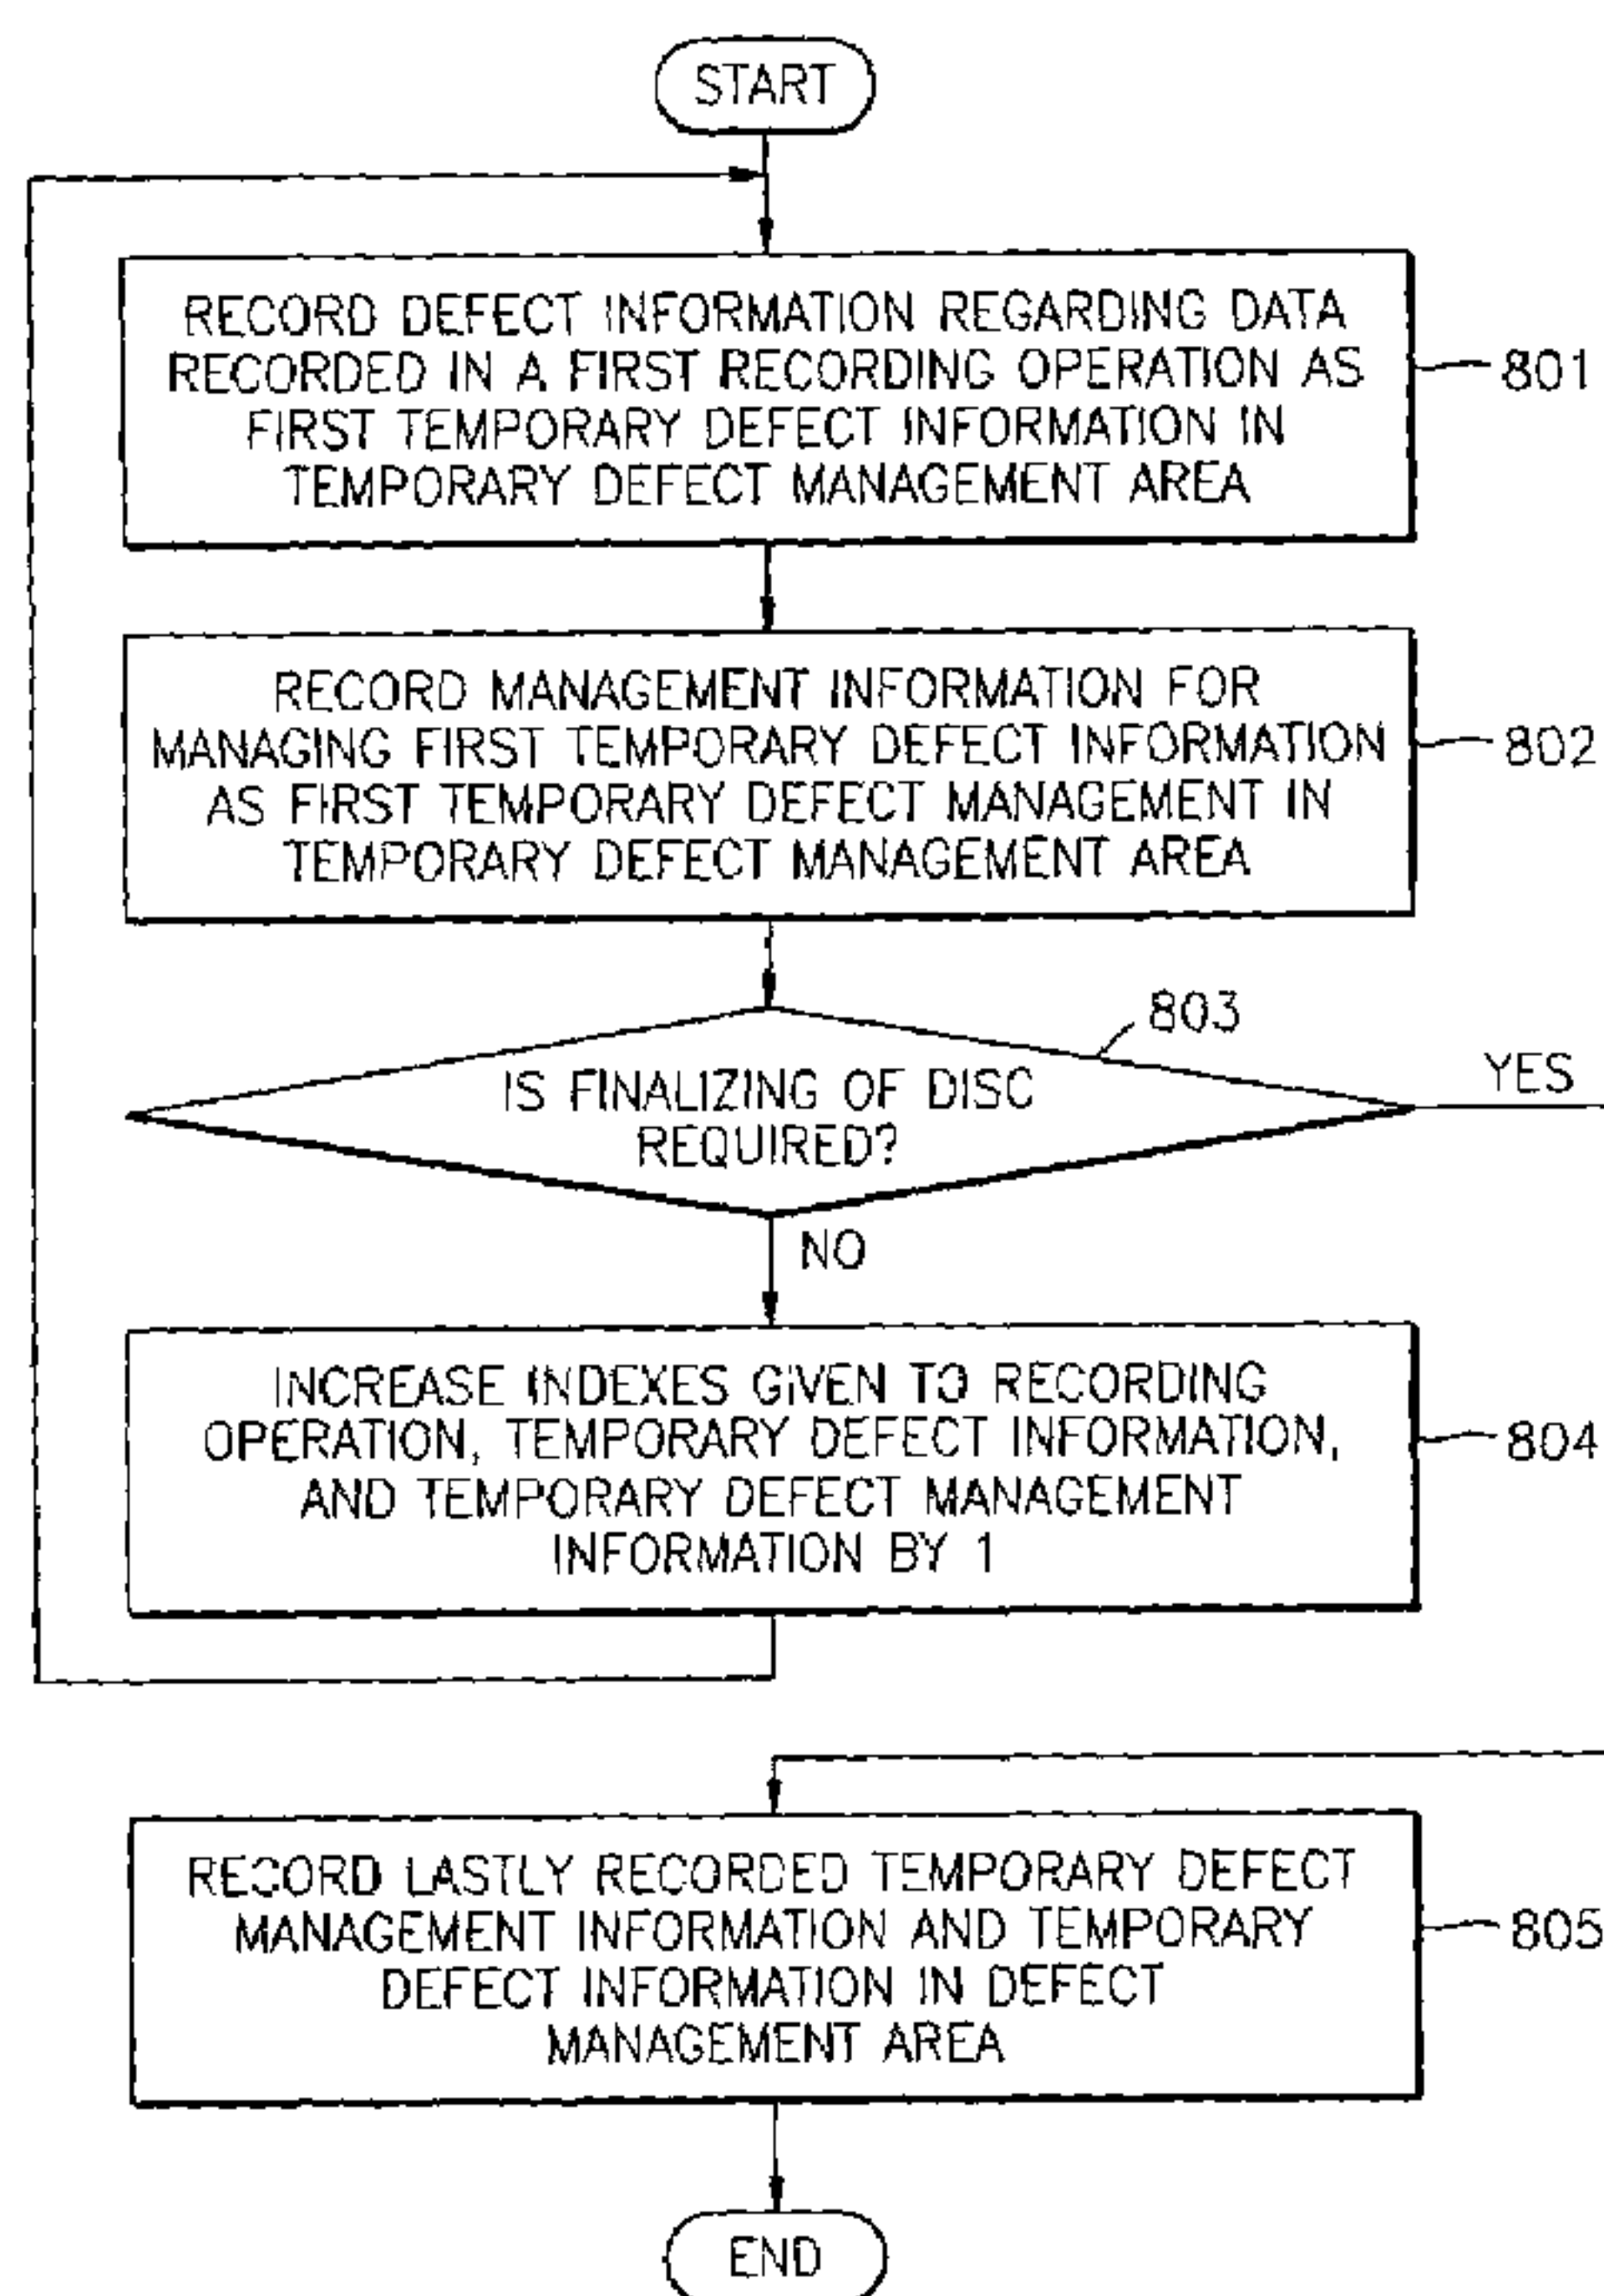 START
RECORD DEFECT INFORMATION REGARDING DATA
RECORDED IN A FIRST RECORDING OPERATION AS
FIRST TEMPORARY DEFECT INFORMATION IN
TEMPORARY DEFECT MANAGEMENT AREA
801
RECORD MANAGEMENT INFORMATION FOR
MANAGING FIRST TEMPORARY DEFECT INFORMATION
AS FIRST TEMPORARY DEFECT MANAGEMENT IN
TEMPORARY DEFECT MANAGEMENT AREA
802
803
IS FINALIZING OF DISC
REQUIRED?
YES
NO
INCREASE INDEXES GIVEN TO RECORDING
OPERATION, TEMPORARY DEFECT INFORMATION,
AND TEMPORARY DEFECT MANAGEMENT
INFORMATION BY 1
804
RECORD LASTLY RECORDED TEMPORARY DEFECT
MANAGEMENT INFORMATION AND TEMPORARY
DEFECT INFORMATION IN DEFECT
MANAGEMENT AREA
805
END